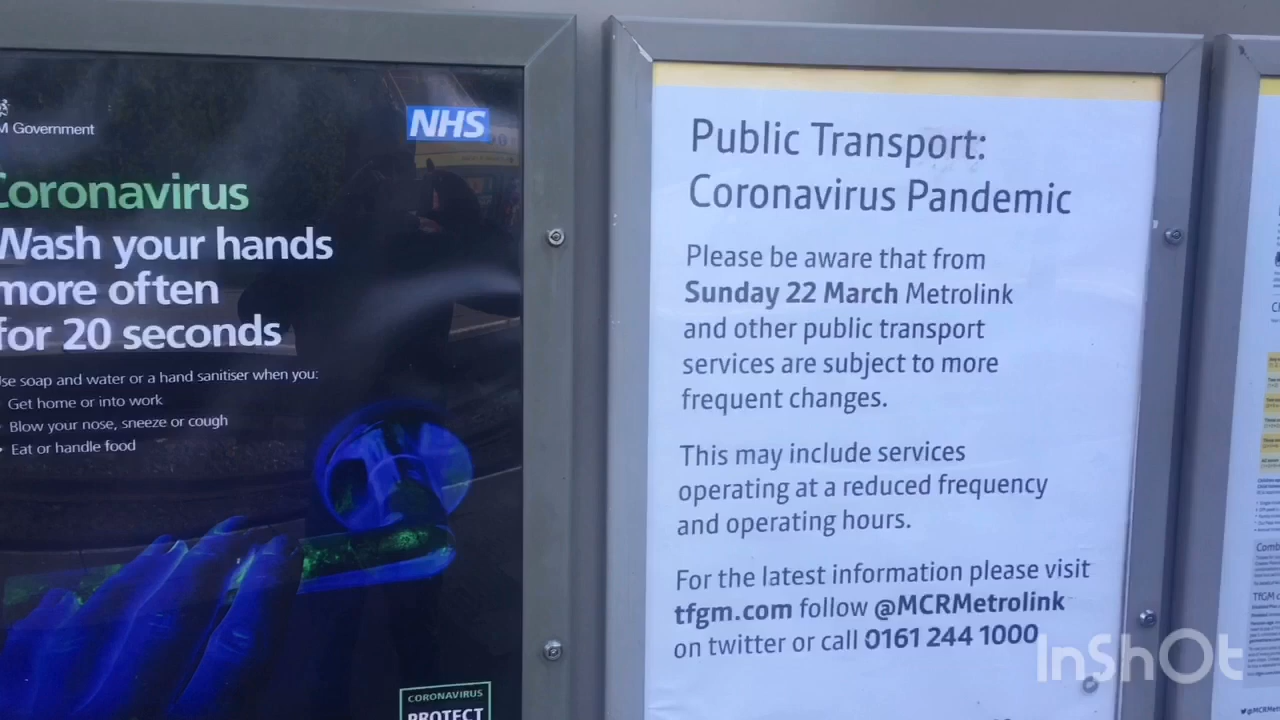 M Government
NHS
Coronavirus
Wash your hands
more often
for 20 seconds
Use soap and water or a hand sanitiser when you:
Get home or into work
• Blow your nose, sneeze or cough
• Eat or handle food
CORONAVIRUS
PROTECT
Public Transport:
Coronavirus Pandemic
Please be aware that from
Sunday 22 March Metrolink
and other public transport
services are subject to more
frequent changes.
This may include services
operating at a reduced frequency
and operating hours.
For the latest information please visit
tfgm.com follow @MCRMetrolink
on twitter or call 0161 244 1000
Comb
TfGM
@MCRMet
InShOt